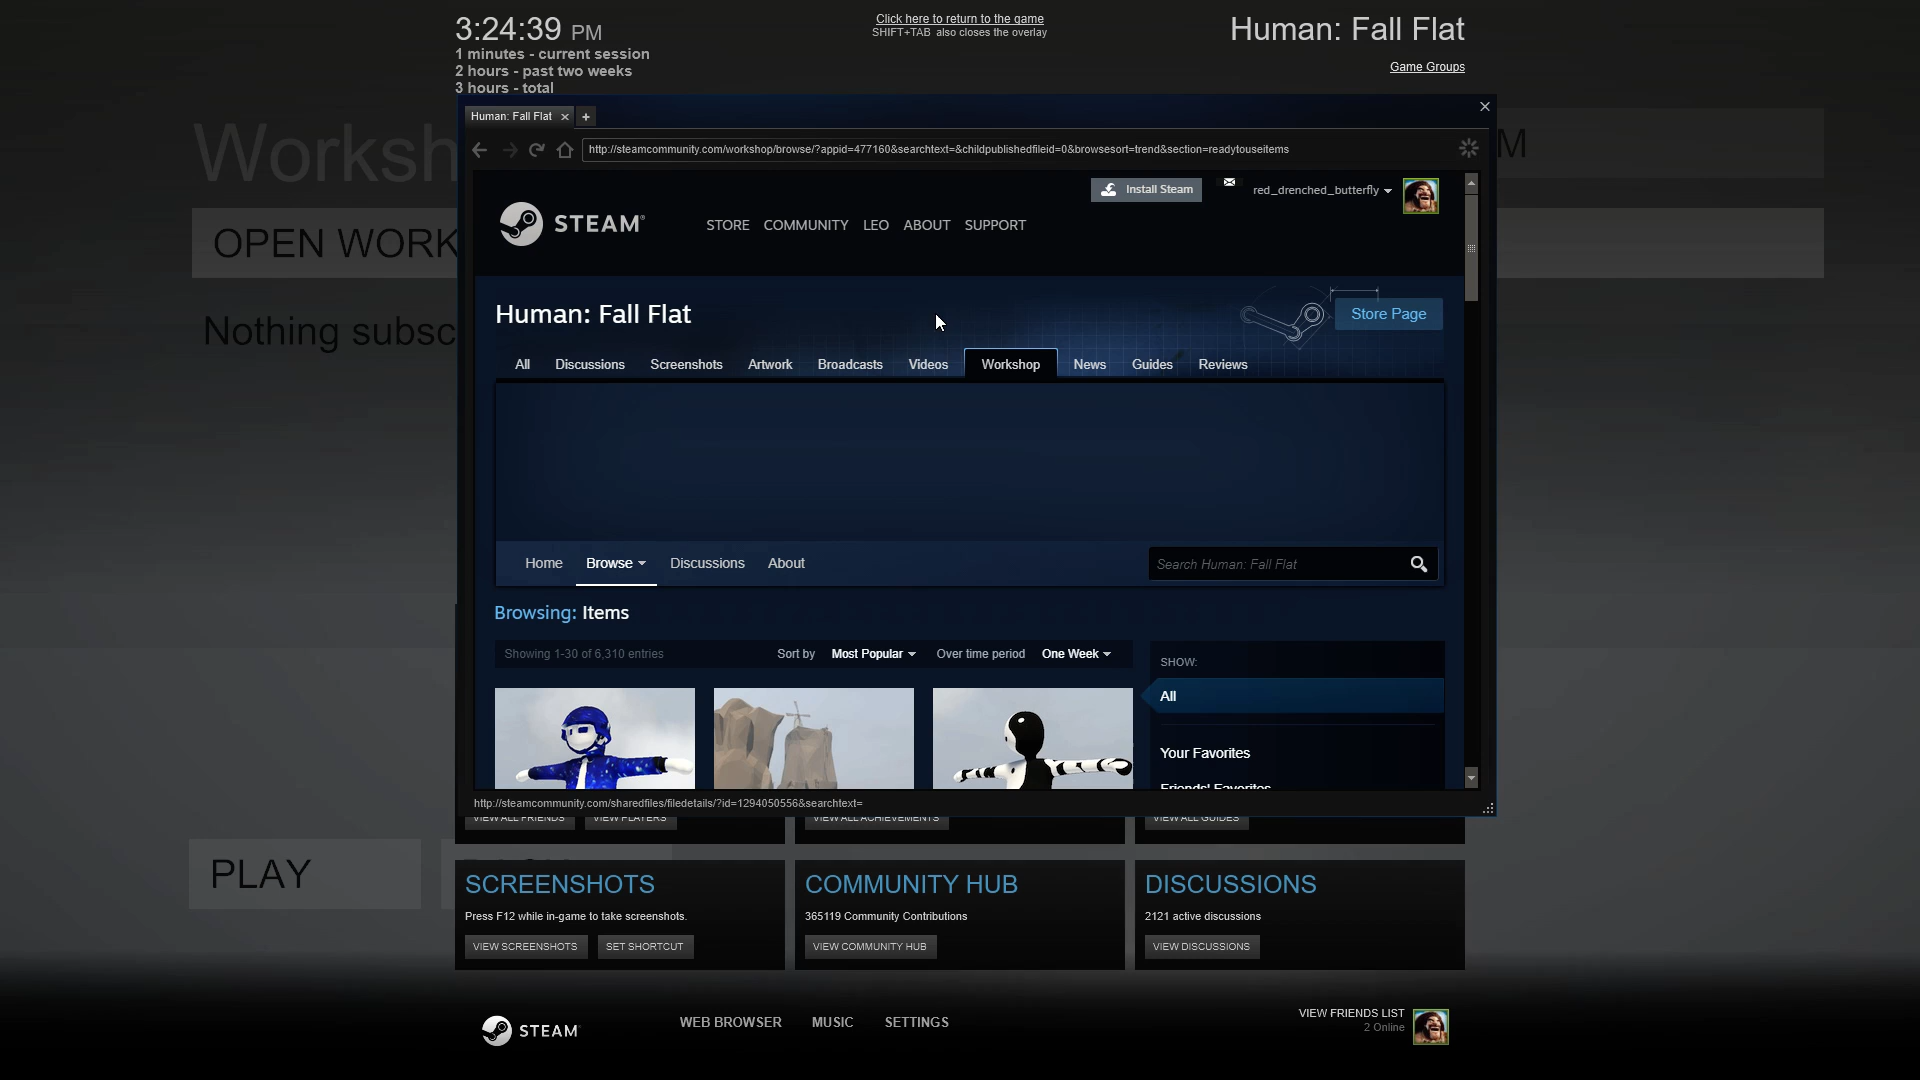 3:24:39 PM
1 minutes - current session
2 hours - past two weeks
3 hours - total
Click here to return to the game
SHIFT+TAB also closes the overlay
Human: Fall Flat
Game Groups
Human: Fall Flat
http://steamcommunity.com/workshop/browse/?appid=477160&searchtext=&childpublishedfileid=0&browsesort=trend&section=readytouseitems
Install Steam
red_drenched_butterfly
STEAM®
STORE COMMUNITY LEO ABOUT SUPPORT
OPEN WORK
Human: Fall Flat
Store Page
Nothing subsc
All Discussions Screenshots Artwork Broadcasts Videos Workshop News Guides Reviews
Home Browse Discussions About
Search Human: Fall Flat
Browsing: Items
Showing 1-30 of 6,310 entries
Sort by Most Popular
Over time period One Week
SHOW:
All
Your Favorites
Friends' Favorites
http://steamcommunity.com/sharedfiles/filedetails/?id=1294050556&searchtext=
VIEW ALL FRIENDS VIEW PLAYERS
VIEW ALL ACHIEVEMENTS
VIEW ALL GUIDES
PLAY
SCREENSHOTS
Press F12 while in-game to take screenshots.
VIEW SCREENSHOTS SET SHORTCUT
COMMUNITY HUB
365119 Community Contributions
VIEW COMMUNITY HUB
DISCUSSIONS
2121 active discussions
VIEW DISCUSSIONS
STEAM
WEB BROWSER MUSIC SETTINGS
VIEW FRIENDS LIST
2 Online